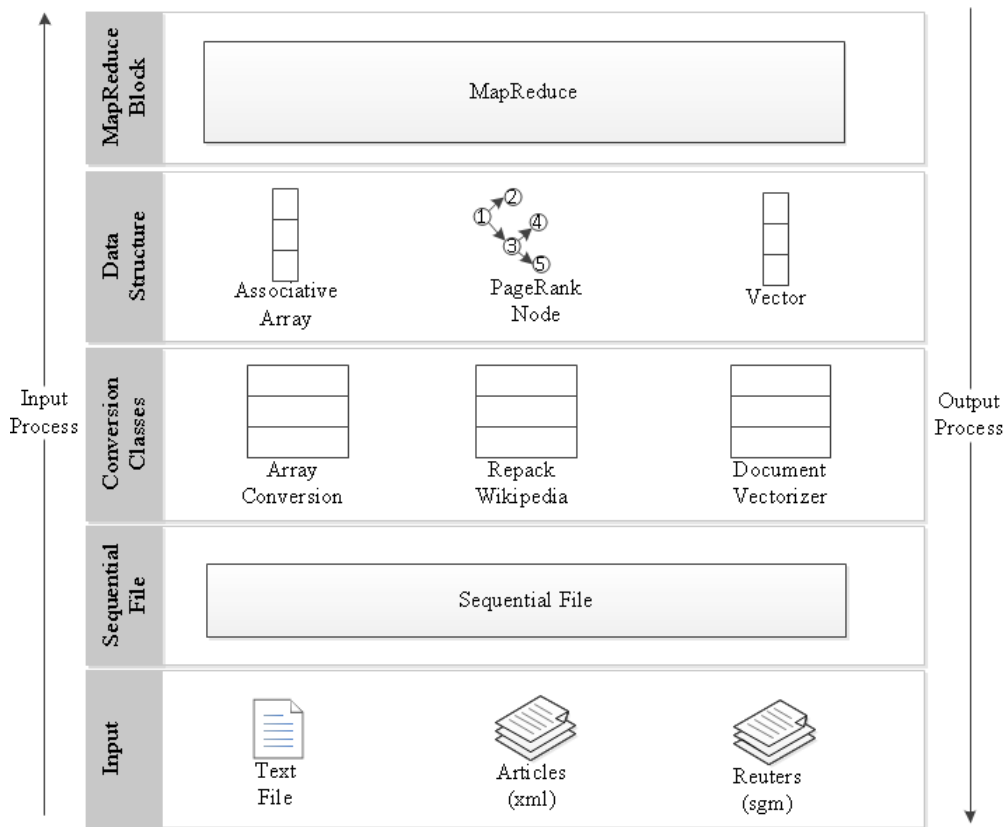 MapReduce
Block
MapReduce
Data
Structure
1
2
3
4
5
Associative
Array
PageRank
Node
Vector
Input
Process
Output
Process
Conversion
Classes
Array
Conversion
Repack
Wikipedia
Document
Vectorizer
Sequential
File
Sequential File
Input
Text
File
Articles
(xml)
Reuters
(sgm)